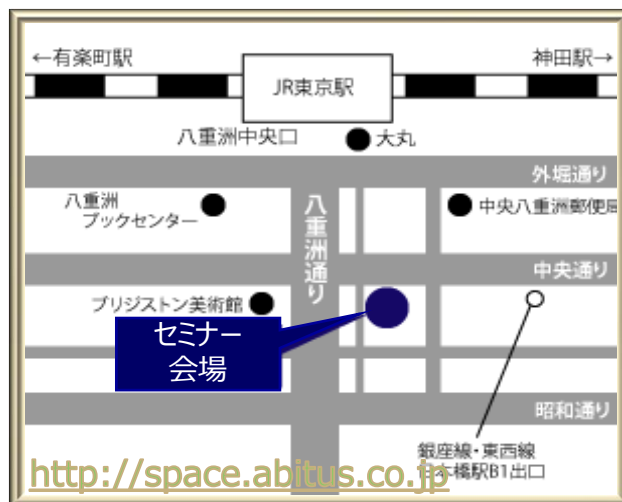 ←有楽町駅
神田駅→
JR東京駅
八重洲中央口
大丸
外堀通り
八重洲
ブックセンター
八重洲通り
中央八重洲郵便局
中央通り
ブリジストン美術館
セミナー
会場
昭和通り
銀座線・東西線
日本橋駅B1出口
http://space.abitus.co.jp